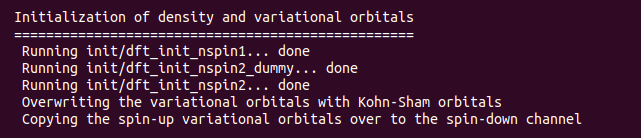 Initialization of density and variational orbitals
==================================================
Running init/dft_init_nspin1... done
Running init/dft_init_nspin2_dummy... done
Running init/dft_init_nspin2... done
Overwriting the variational orbitals with Kohn-Sham orbitals
Copying the spin-up variational orbitals over to the spin-down channel